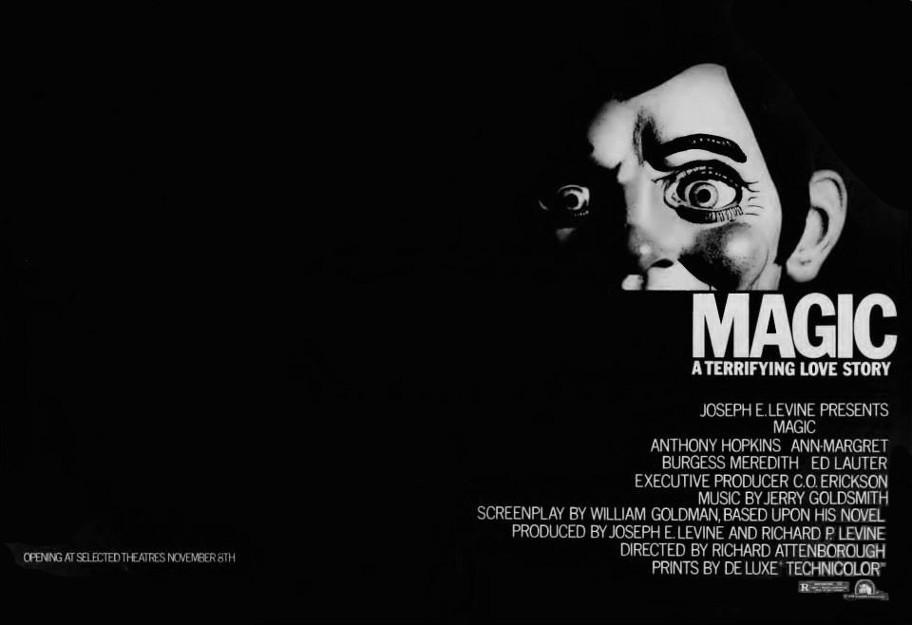 MAGIC
A TERRIFYING LOVE STORY
JOSEPH E. LEVINE PRESENTS
MAGIC
ANTHONY HOPKINS ANN-MARGRET
BURGESS MEREDITH ED LAUTER
EXECUTIVE PRODUCER C.O. ERICKSON
MUSIC BY JERRY GOLDSMITH
SCREENPLAY BY WILLIAM GOLDMAN, BASED UPON HIS NOVEL
PRODUCED BY JOSEPH E. LEVINE AND RICHARD P. LEVINE
DIRECTED BY RICHARD ATTENBOROUGH
PRINTS BY DE LUXE® TECHNICOLOR®
OPENING AT SELECTED THEATRES NOVEMBER 8TH
R